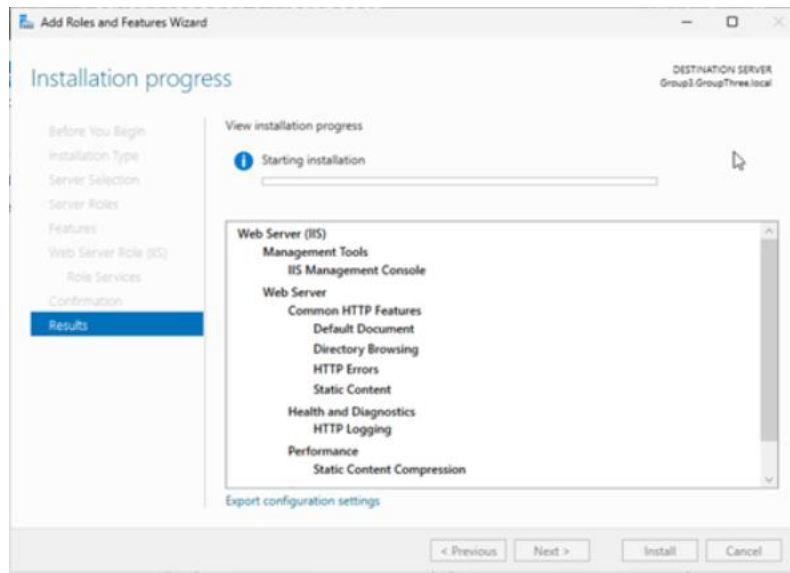 Add Roles and Features Wizard
Installation progress
DESTINATION SERVER
Group3.GroupThree.local
Before You Begin
Installation Type
Server Selection
Server Roles
Features
Web Server Role (IIS)
Role Services
Confirmation
Results
View installation progress
Starting installation
Web Server (IIS)
Management Tools
IIS Management Console
Web Server
Common HTTP Features
Default Document
Directory Browsing
HTTP Errors
Static Content
Health and Diagnostics
HTTP Logging
Performance
Static Content Compression
Export configuration settings
< Previous
Next >
Install
Cancel